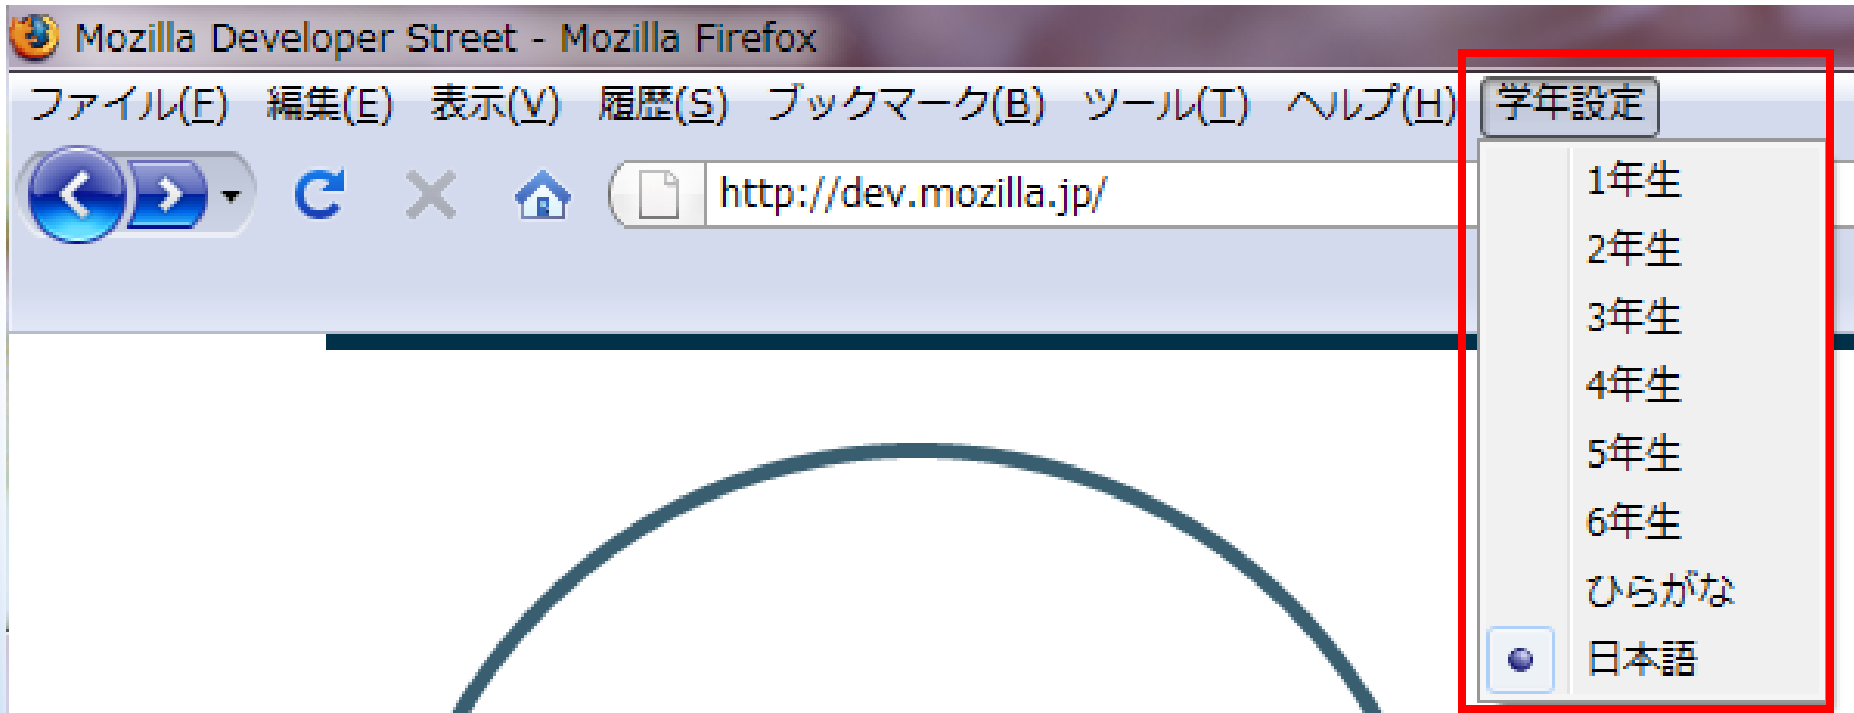 Mozilla Developer Street - Mozilla Firefox
ファイル(F) 編集(E) 表示(V) 履歴(S) ブックマーク(B) ツール(T) ヘルプ(H) 学年設定
http://dev.mozilla.jp/
1年生
2年生
3年生
4年生
5年生
6年生
ひらがな
日本語